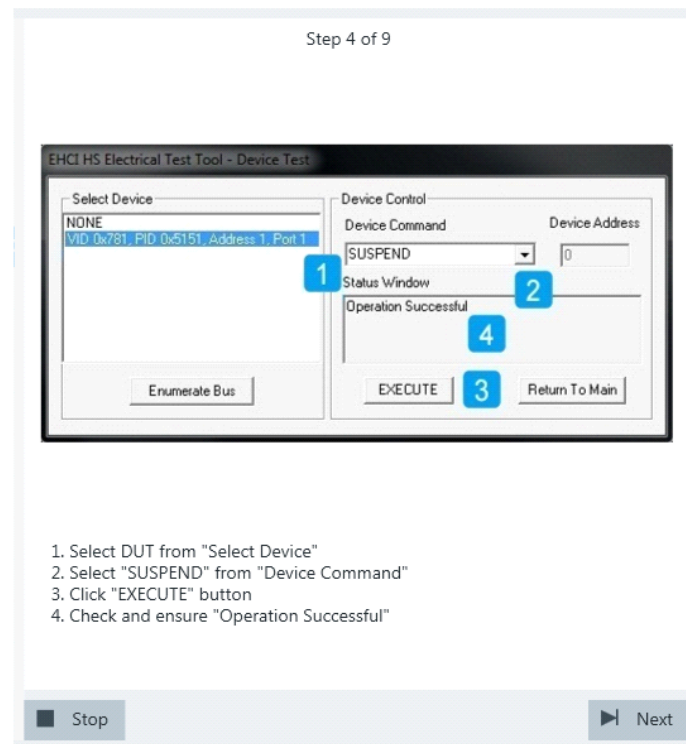 Step 4 of 9
EHCI HS Electrical Test Tool - Device Test
Select Device
NONE
VID 0x781, PID 0x5151, Address 1, Port 1
Enumerate Bus
Device Control
Device Command
Device Address
SUSPEND
0
1
2
Status Window
Operation Successful
4
EXECUTE
3
Return To Main
1. Select DUT from "Select Device"
2. Select "SUSPEND" from "Device Command"
3. Click "EXECUTE" button
4. Check and ensure "Operation Successful"
Stop
Next